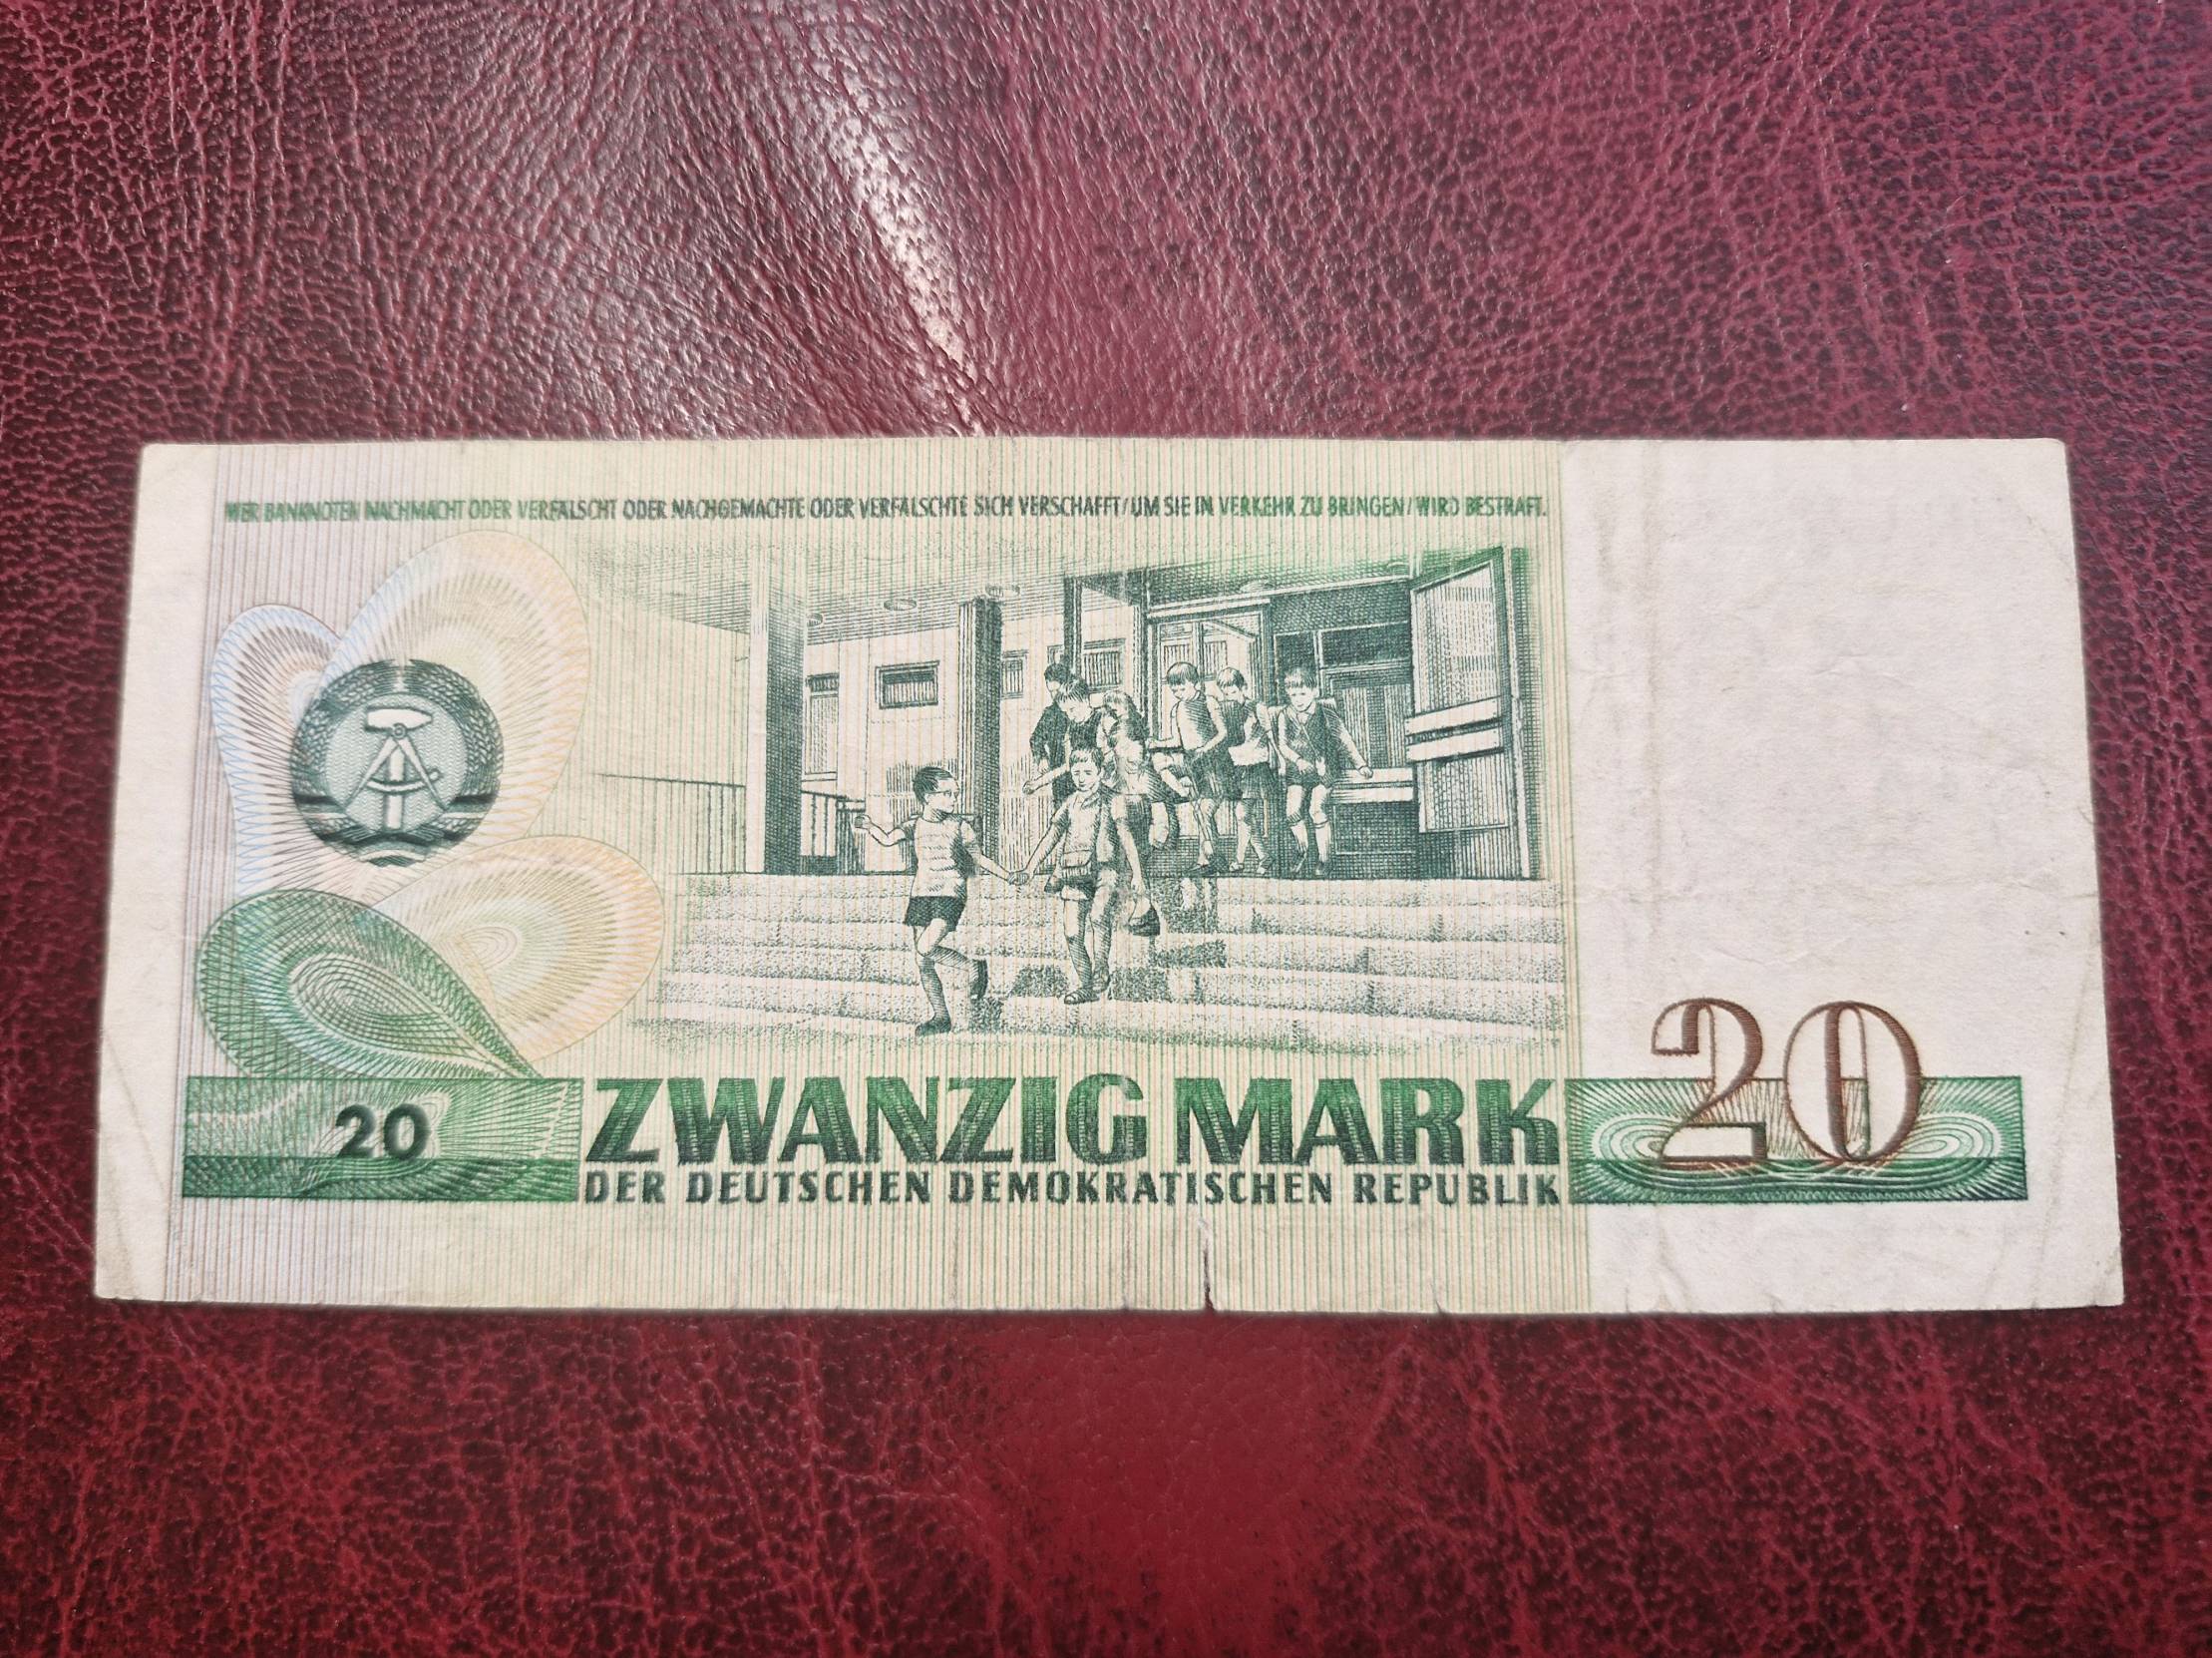 WER BANKNOTEN NACHMACHT ODER VERFÄLSCHT ODER NACHGEMACHTE ODER VERFÄLSCHTE SICH VERSCHAFFT/UM SIE IN VERKEHR ZU BRINGEN/WIRD BESTRAFT.
20 ZWANZIG MARK 20
DER DEUTSCHEN DEMOKRATISCHEN REPUBLIK